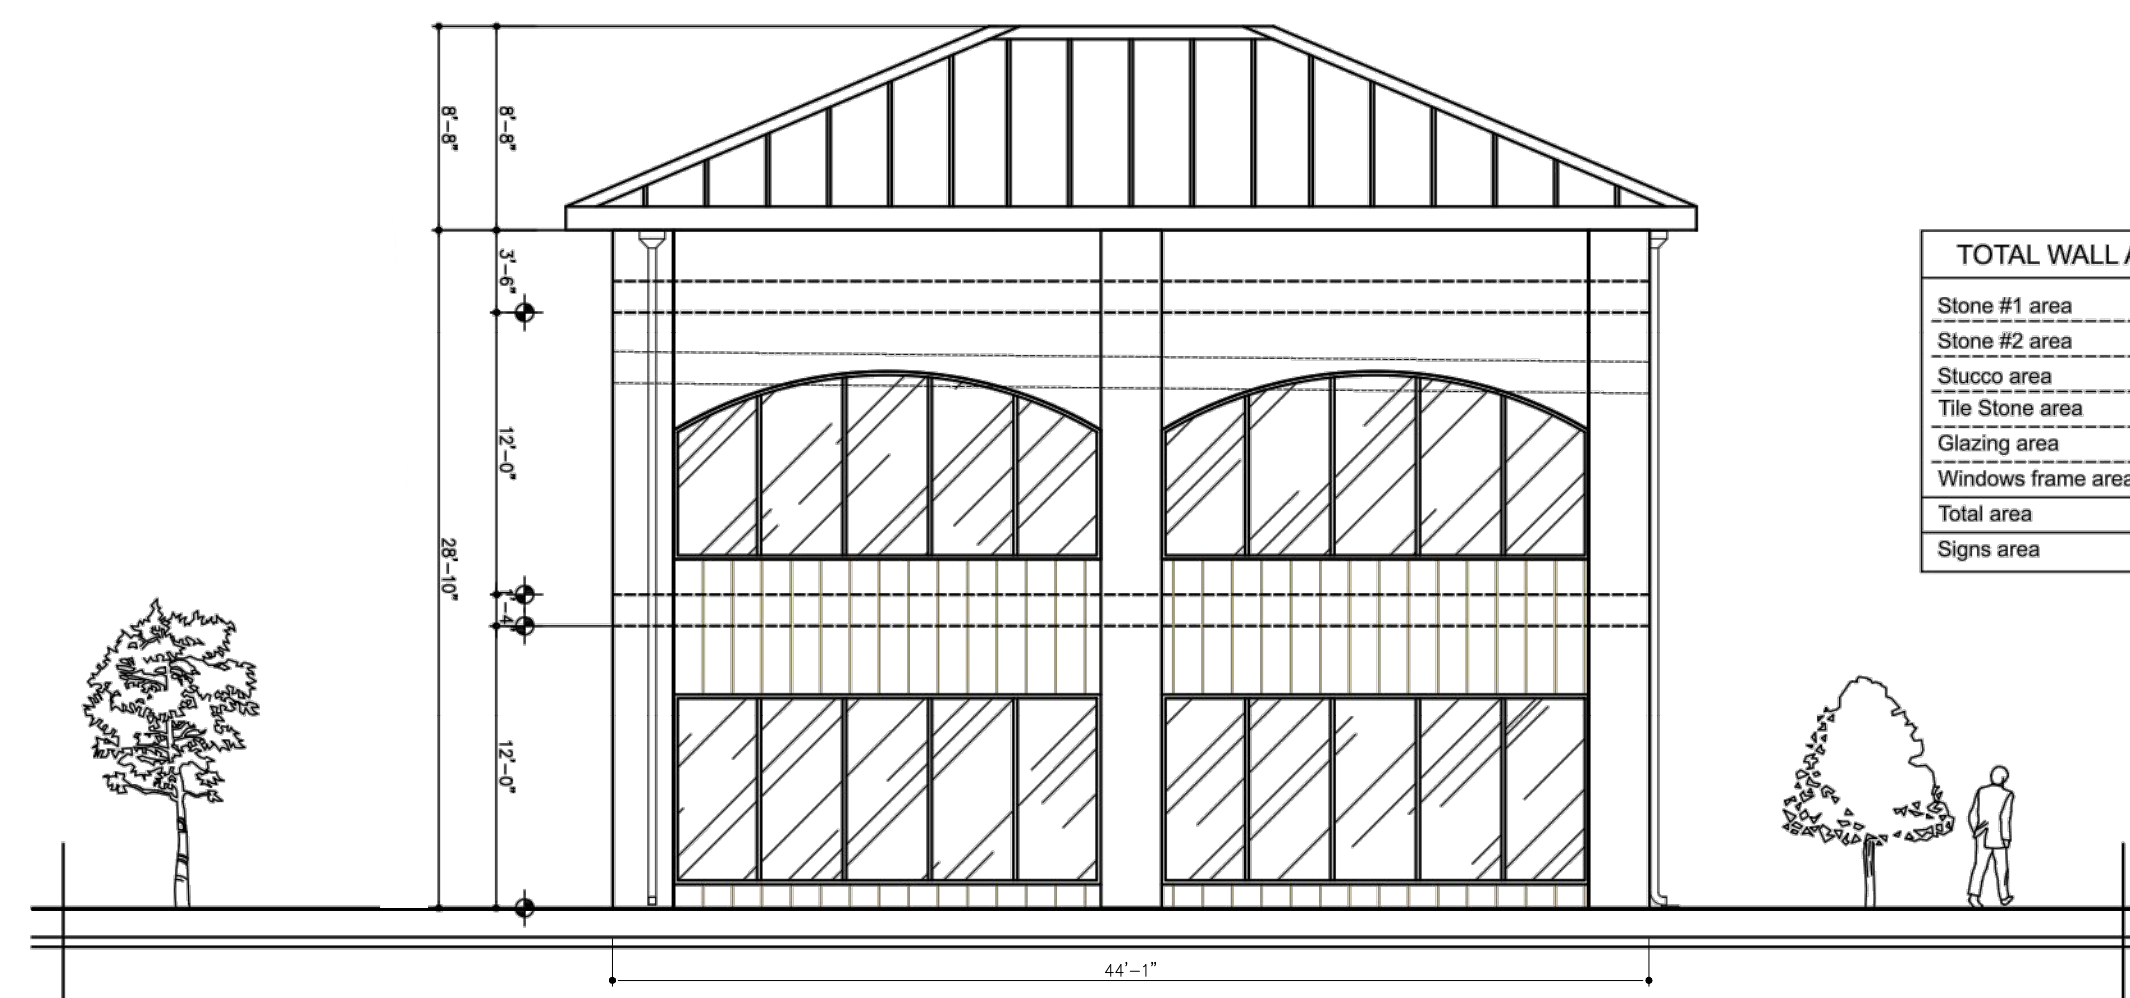 8'-8"
8'-8"
3'-6"
12'-0"
28'-10"
12'-0"
44'-1"
TOTAL WALL
Stone #1 area
Stone #2 area
Stucco area
Tile Stone area
Glazing area
Windows frame area
Total area
Signs area